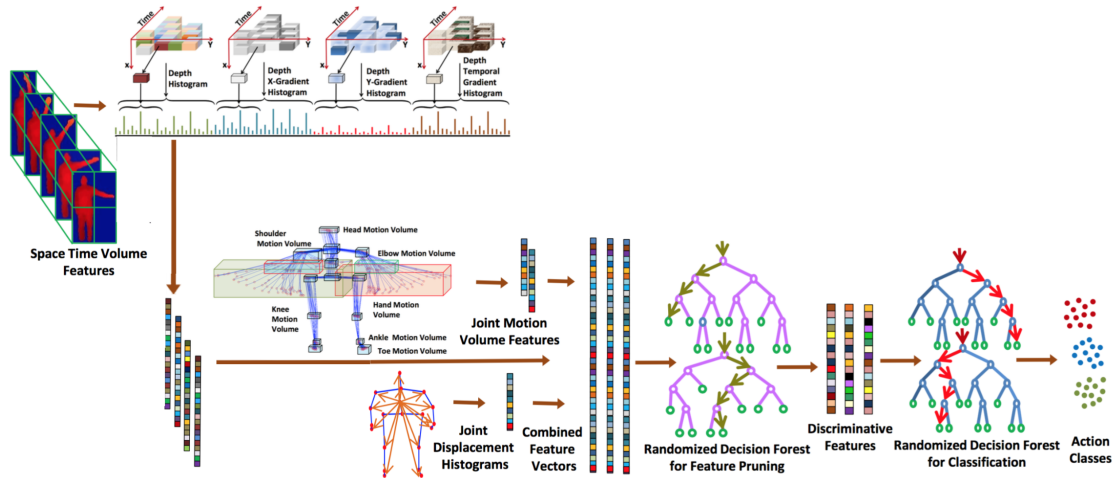 Time
Y
X
Depth
Histogram
Time
Y
X
Depth
X-Gradient
Histogram
Time
Y
X
Depth
Y-Gradient
Histogram
Time
Y
X
Depth
Temporal
Gradient
Histogram
Space Time Volume
Features
Head Motion Volume
Shoulder
Motion Volume
Elbow Motion Volume
Knee
Motion
Volume
Hand Motion
Volume
Ankle Motion Volume
Toe Motion Volume
Joint Motion
Volume Features
Joint
Displacement
Histograms
Combined
Feature
Vectors
Randomized Decision Forest
for Feature Pruning
Discriminative
Features
Randomized Decision Forest
for Classification
Action
Classes